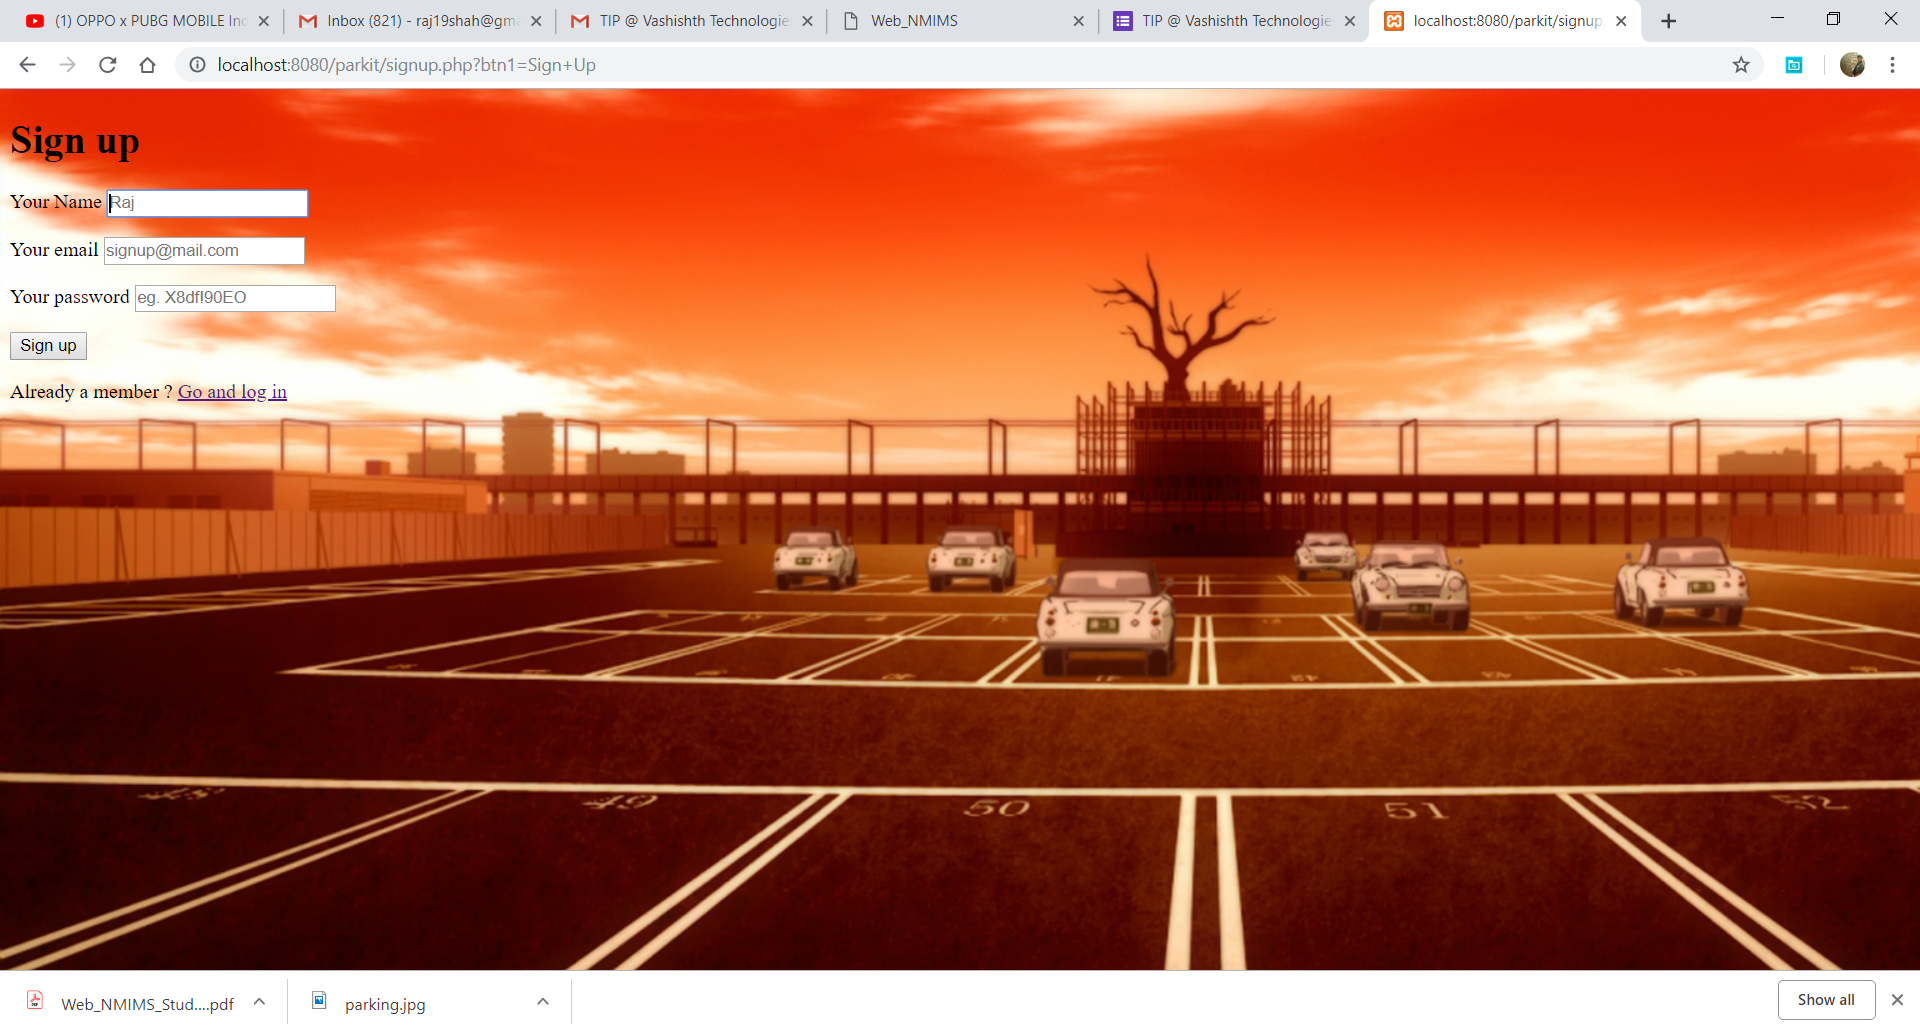 (1) OPPO x PUBG MOBILE Ind
Inbox (821) - raj19shah@gma
TIP @ Vashishth Technologie
Web_NMIMS
TIP @ Vashishth Technologie
localhost:8080/parkit/signup.
localhost:8080/parkit/signup.php?btn1=Sign+Up
Sign up
Your Name Raj
Your email signup@mail.com
Your password eg. X8df!90EO
Sign up
Already a member ? Go and log in
50
51
52
Web_NMIMS_Stud....pdf
parking.jpg
Show all